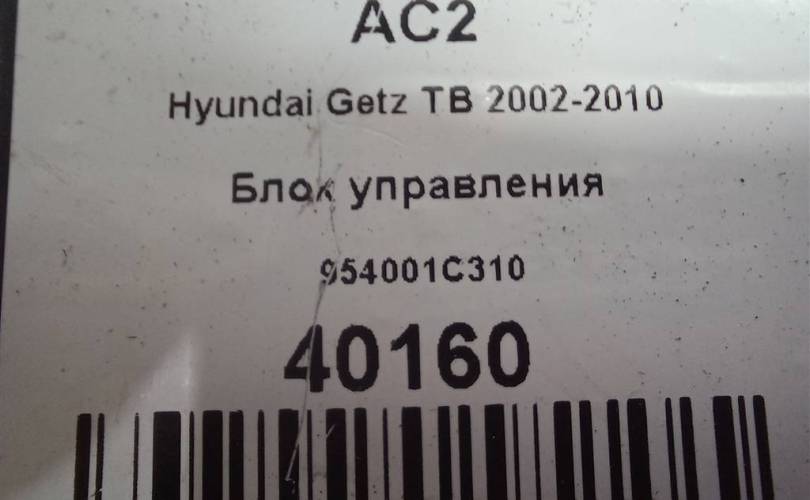 AC2
Hyundai Getz TB 2002-2010
Блок управления
954001C310
40160